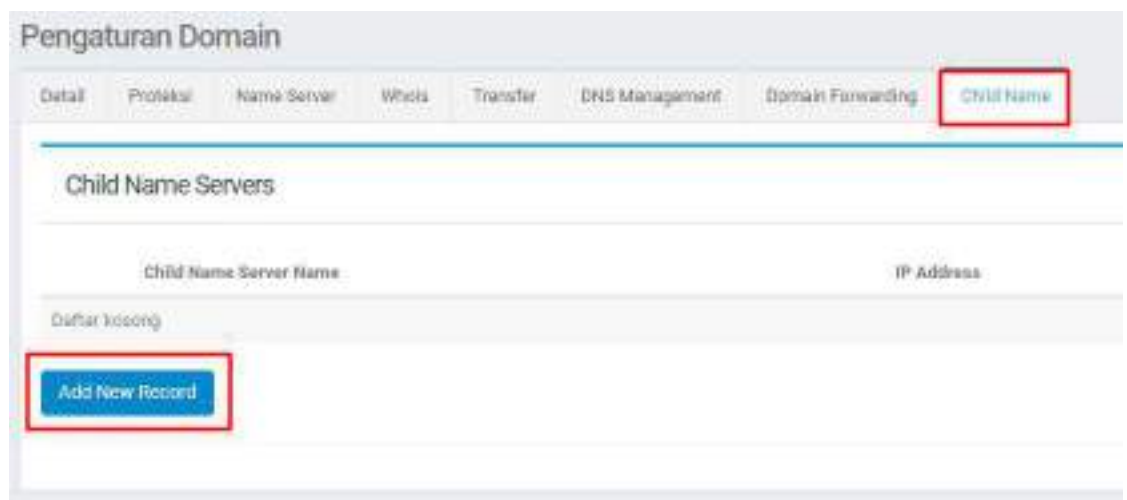 Pengaturan Domain
Detail Proteksi Name Server Whois Transfer DNS Management Domain Forwarding Child Name
Child Name Servers
Child Name Server Name IP Address
Daftar kosong
Add New Record